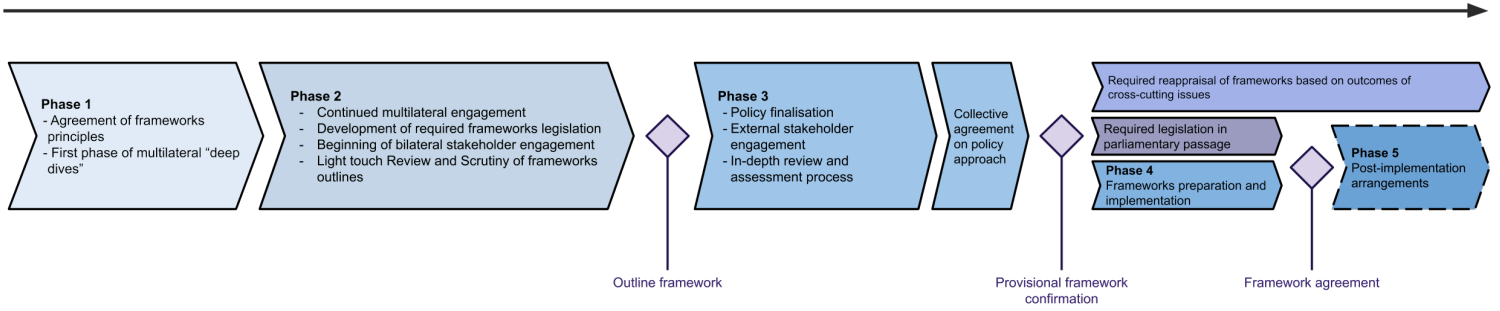 Phase 1
- Agreement of frameworks
principles
- First phase of multilateral “deep
dives”
Phase 2
- Continued multilateral engagement
- Development of required frameworks legislation
- Beginning of bilateral stakeholder engagement
- Light touch Review and Scrutiny of frameworks
outlines
Outline framework
Phase 3
- Policy finalisation
- External stakeholder
engagement
- In-depth review and
assessment process
Collective
agreement
on policy
approach
Provisional framework
confirmation
Required reappraisal of frameworks based on outcomes of
cross-cutting issues
Required legislation in
parliamentary passage
Phase 4
Frameworks preparation and
implementation
Framework agreement
Phase 5
Post-implementation
arrangements